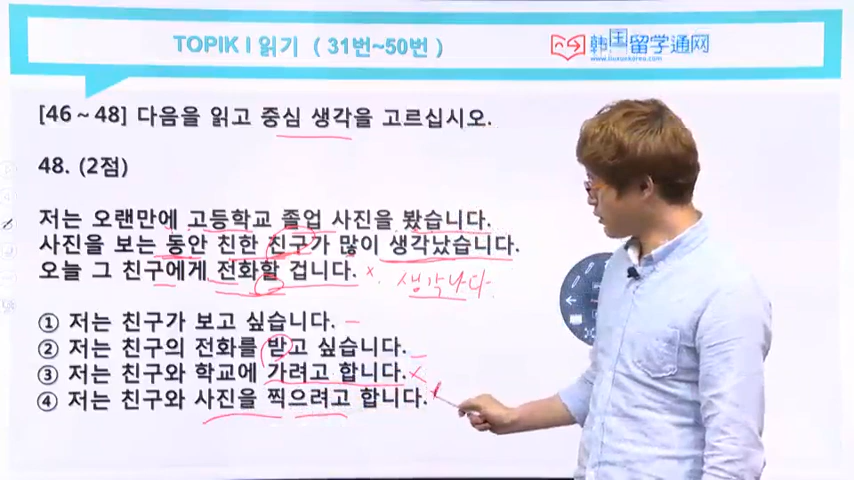 TOPIK I 읽기 ( 31번~50번 )
韩国留学通网
www.liuxuekorea.com
[46 ~ 48] 다음을 읽고 중심 생각을 고르십시오.
48. (2점)
저는 오랜만에 고등학교 졸업 사진을 봤습니다.
사진을 보는 동안 친한 친구가 많이 생각났습니다.
오늘 그 친구에게 전화할 겁니다.
생각나다.
① 저는 친구가 보고 싶습니다.
② 저는 친구의 전화를 받고 싶습니다.
③ 저는 친구와 학교에 가려고 합니다.
④ 저는 친구와 사진을 찍으려고 합니다.